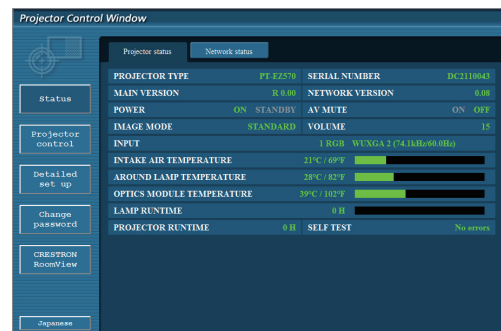 Projector Control Window
Projector status Network status
PROJECTOR TYPE PT-EZ570 SERIAL NUMBER DC2110043
MAIN VERSION R 0.00 NETWORK VERSION 0.08
POWER ON STANDBY AV MUTE ON OFF
IMAGE MODE STANDARD VOLUME 15
INPUT 1 RGB WUXGA 2 (74.1kHz/60.0Hz)
INTAKE AIR TEMPERATURE 21°C / 69°F
AROUND LAMP TEMPERATURE 28°C / 82°F
OPTICS MODULE TEMPERATURE 39°C / 102°F
LAMP RUNTIME 0 H
PROJECTOR RUNTIME 0 H SELF TEST No errors
Status
Projector
control
Detailed
set up
Change
password
CRESTRON
RoomView
Japanese